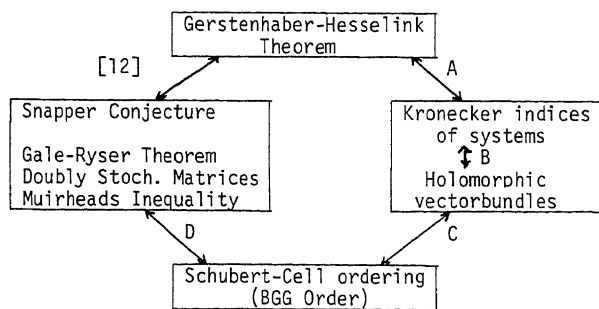 Gerstenhaber-Hesselink
Theorem
[12]
A
Snapper Conjecture
Gale-Ryser Theorem
Doubly Stoch. Matrices
Muirheads Inequality
Kronecker indices
of systems
B
Holomorphic
vectorbundles
D
C
Schubert-Cell ordering
(BGG Order)